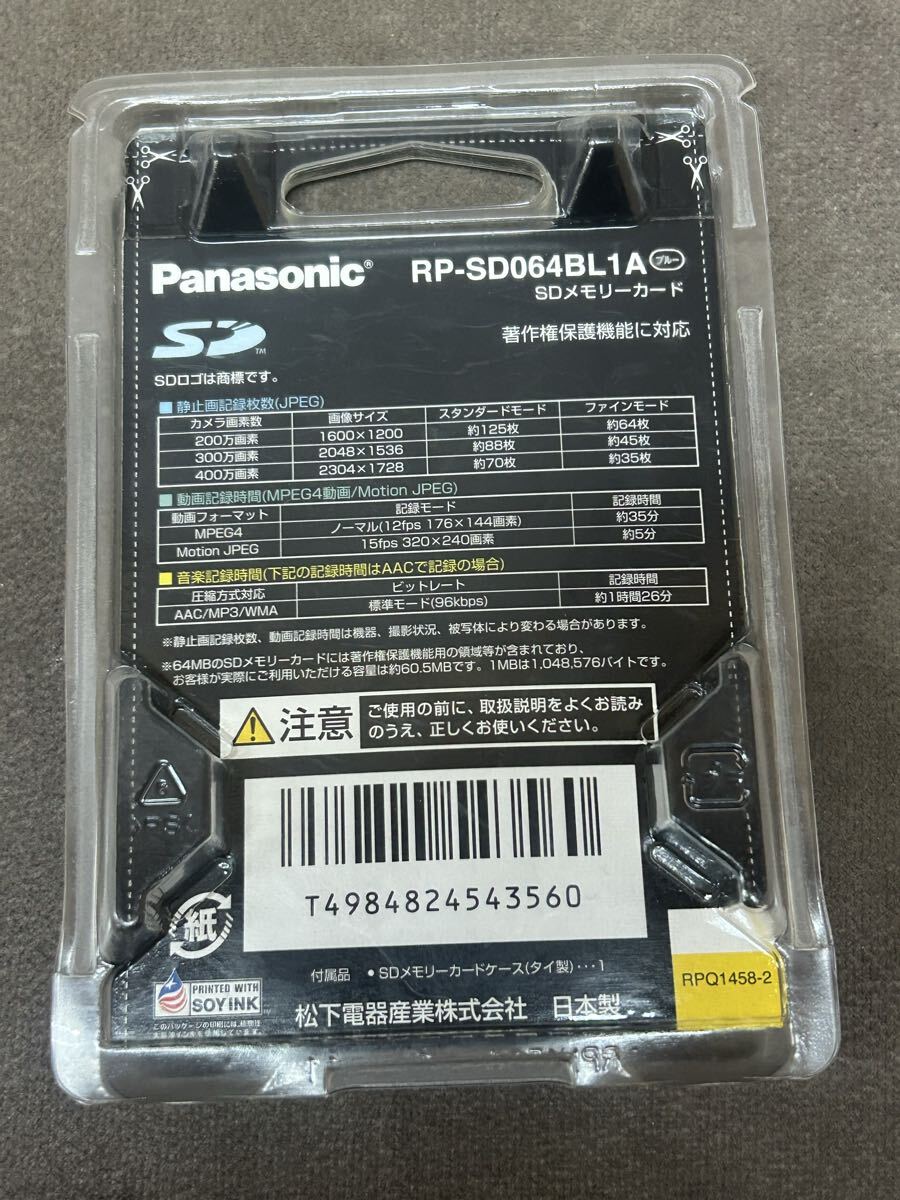 Panasonic®
RP-SD064BL1A ブルー
SDメモリーカード
SD™
著作権保護機能に対応
SDロゴは商標です。
■ 静止画記録枚数(JPEG)
カメラ画素数 画像サイズ スタンダードモード ファインモード
200万画素 1600×1200 約125枚 約64枚
300万画素 2048×1536 約88枚 約45枚
400万画素 2304×1728 約70枚 約35枚
■ 動画記録時間(MPEG4動画/Motion JPEG)
動画フォーマット 記録モード 記録時間
MPEG4 ノーマル(12fps 176×144画素) 約35分
Motion JPEG 15fps 320×240画素 約5分
■ 音楽記録時間(下記の記録時間はAACで記録の場合)
圧縮方式対応 ビットレート 記録時間
AAC/MP3/WMA 標準モード(96kbps) 約1時間26分
※静止画記録枚数、動画記録時間は機器、撮影状況、被写体により変わる場合があります。
※64MBのSDメモリーカードには著作権保護機能用の領域等が含まれており、
お客様が実際にご利用いただける容量は約60.5MBです。1MBは1,048,576バイトです。
注意
ご使用の前に、取扱説明をよくお読み
のうえ、正しくお使いください。
T4984824543560
紙
付属品 ●SDメモリーカードケース(タイ製)･･･1
RPQ1458-2
PRINTED WITH
SOY INK
松下電器産業株式会社 日本製
このパッケージの印刷には、環境に